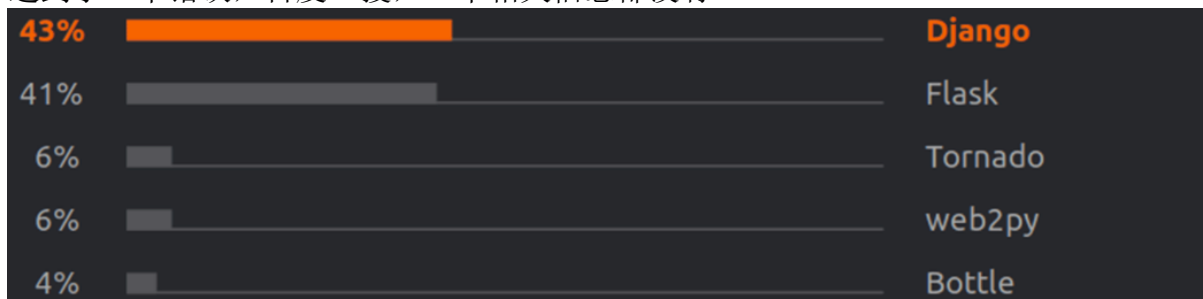 43% Django
41% Flask
6% Tornado
6% web2py
4% Bottle